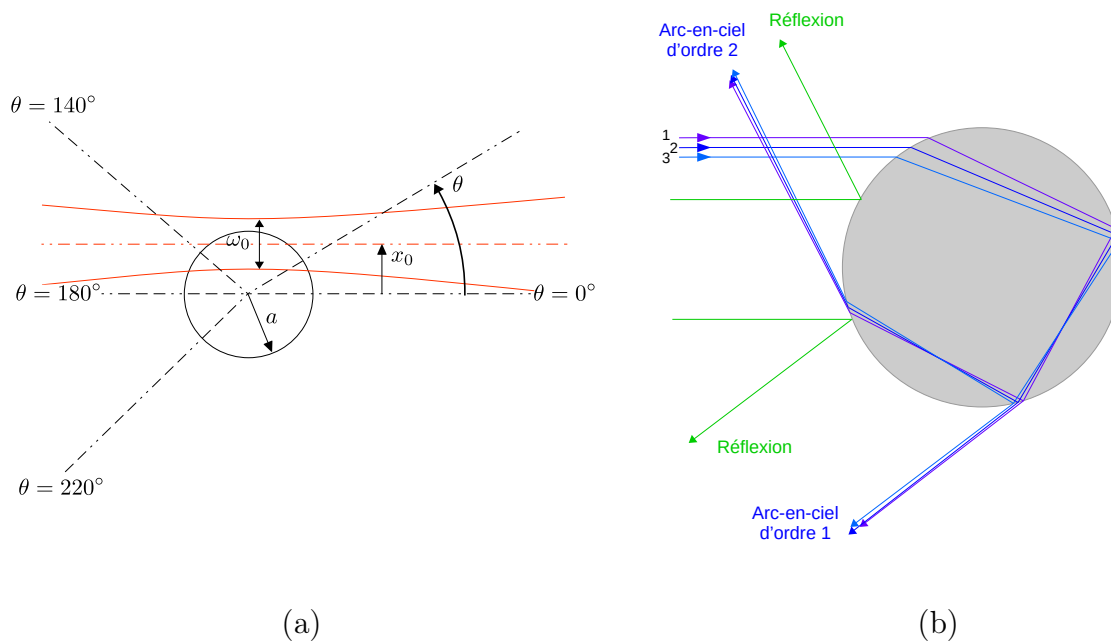 θ = 140°
θ
ω₀
x₀
θ = 180°
θ = 0°
a
θ = 220°
(a)
Réflexion
Arc-en-ciel
d'ordre 2
1
2
3
Réflexion
Arc-en-ciel
d'ordre 1
(b)